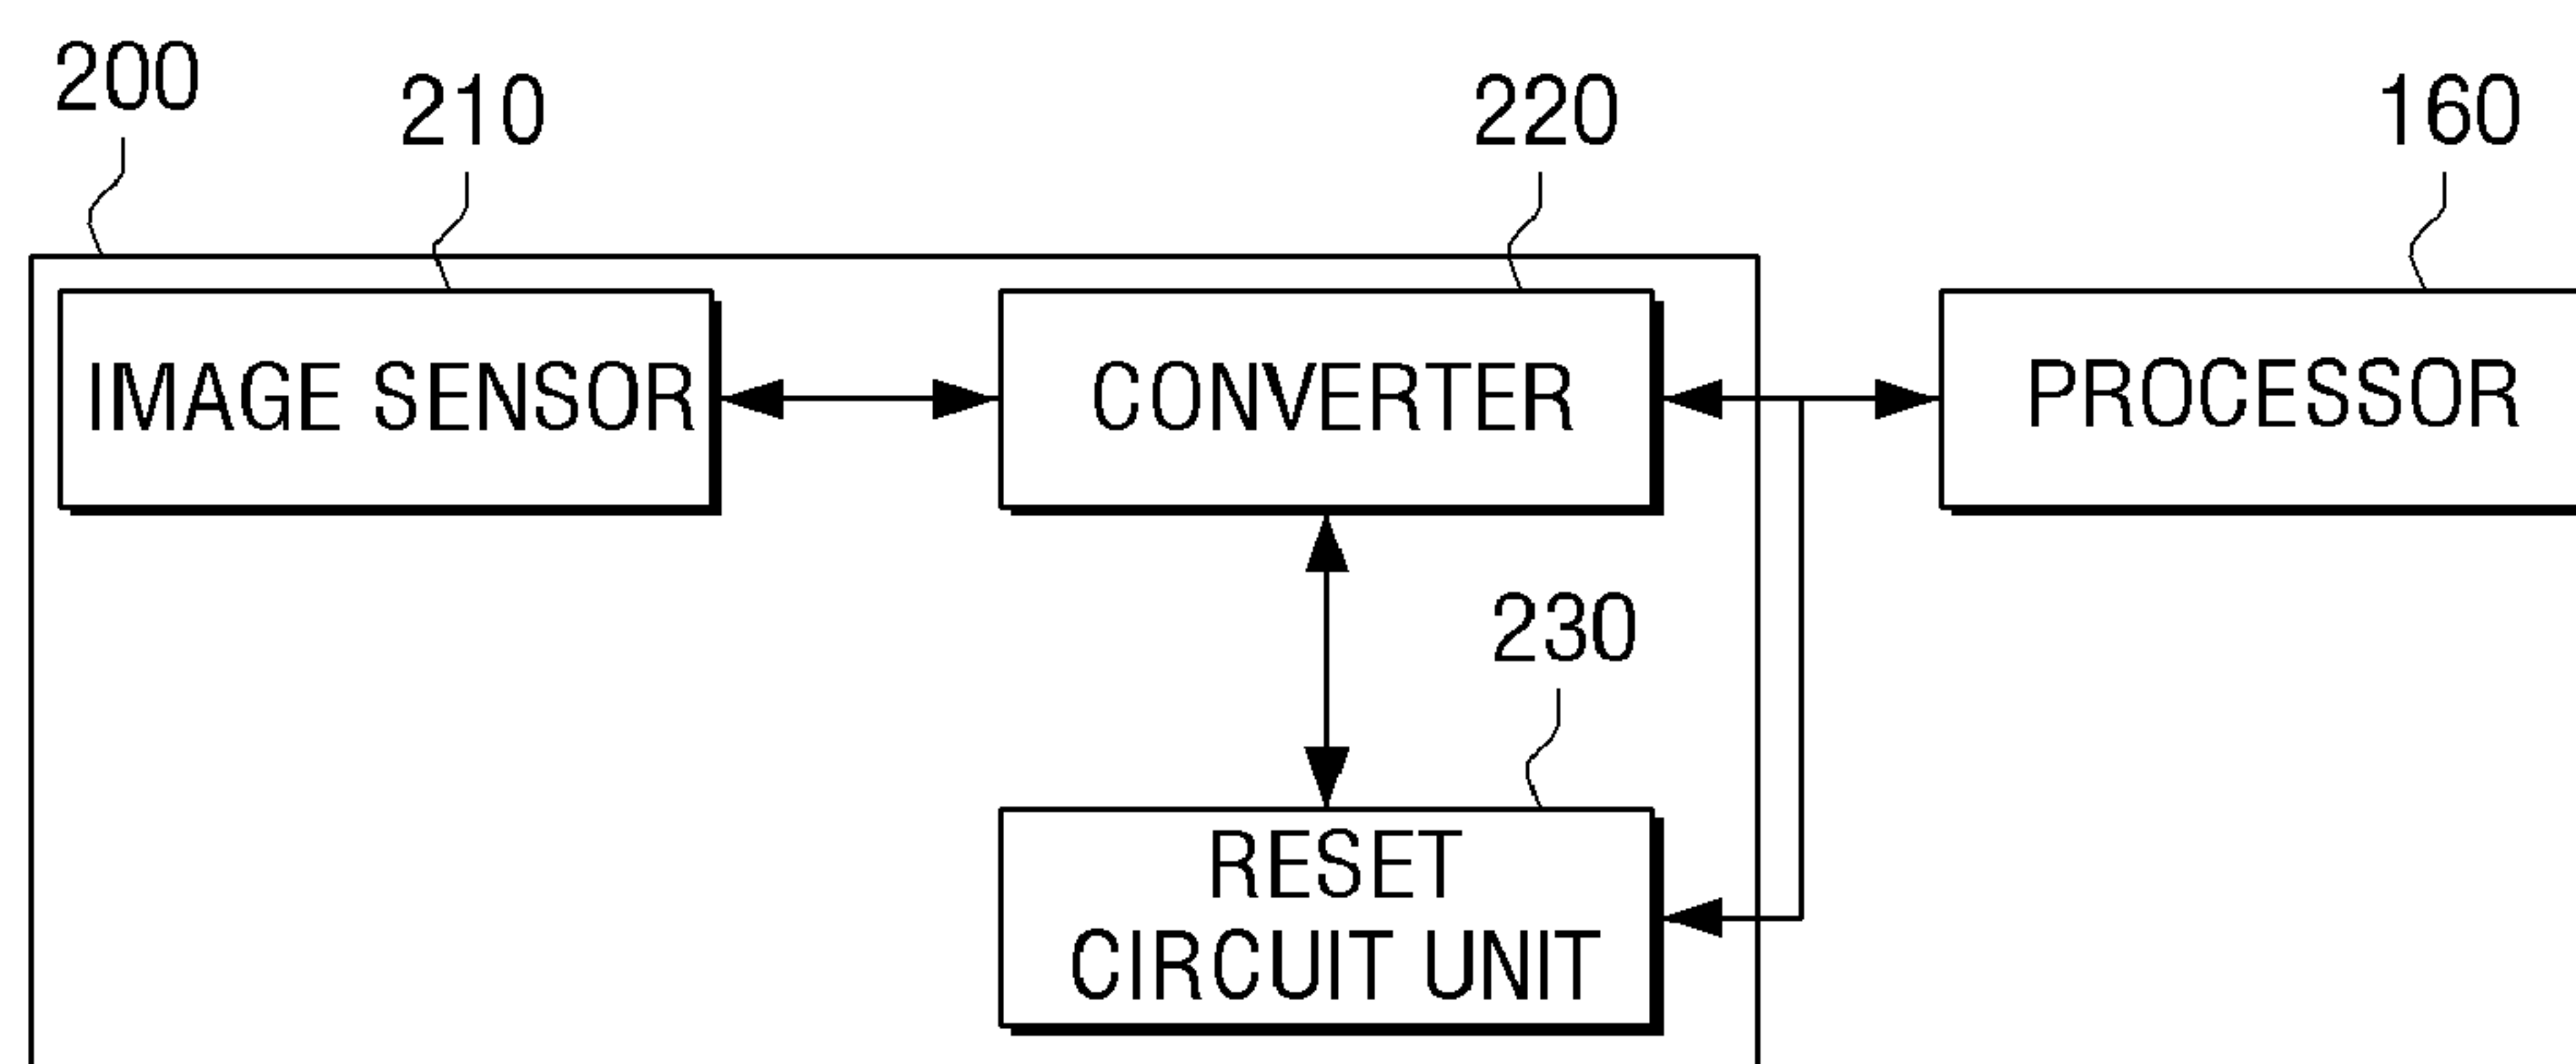 200
210
220
160
IMAGE SENSOR
CONVERTER
PROCESSOR
230
RESET
CIRCUIT UNIT